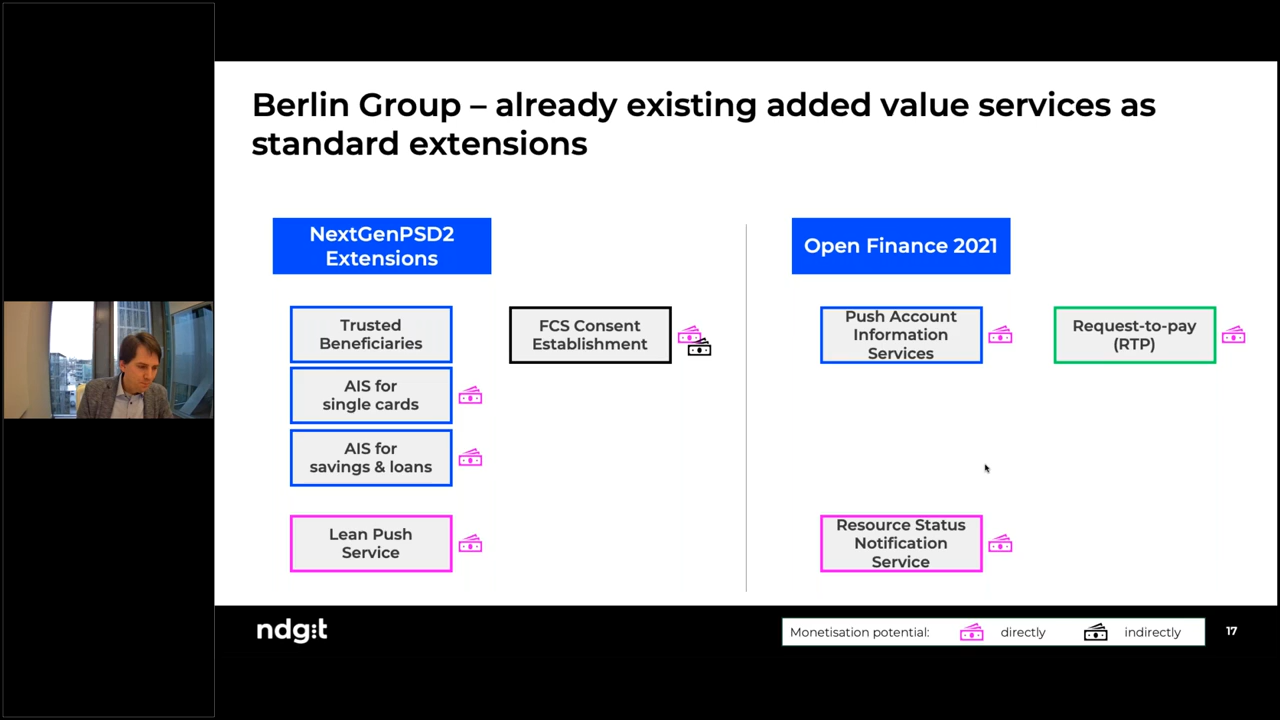 Berlin Group – already existing added value services as
standard extensions
NextGenPSD2
Extensions
Trusted
Beneficiaries
AIS for
single cards
AIS for
savings & loans
Lean Push
Service
FCS Consent
Establishment
Open Finance 2021
Push Account
Information
Services
Resource Status
Notification
Service
Request-to-pay
(RTP)
ndgit
Monetisation potential: directly indirectly
17